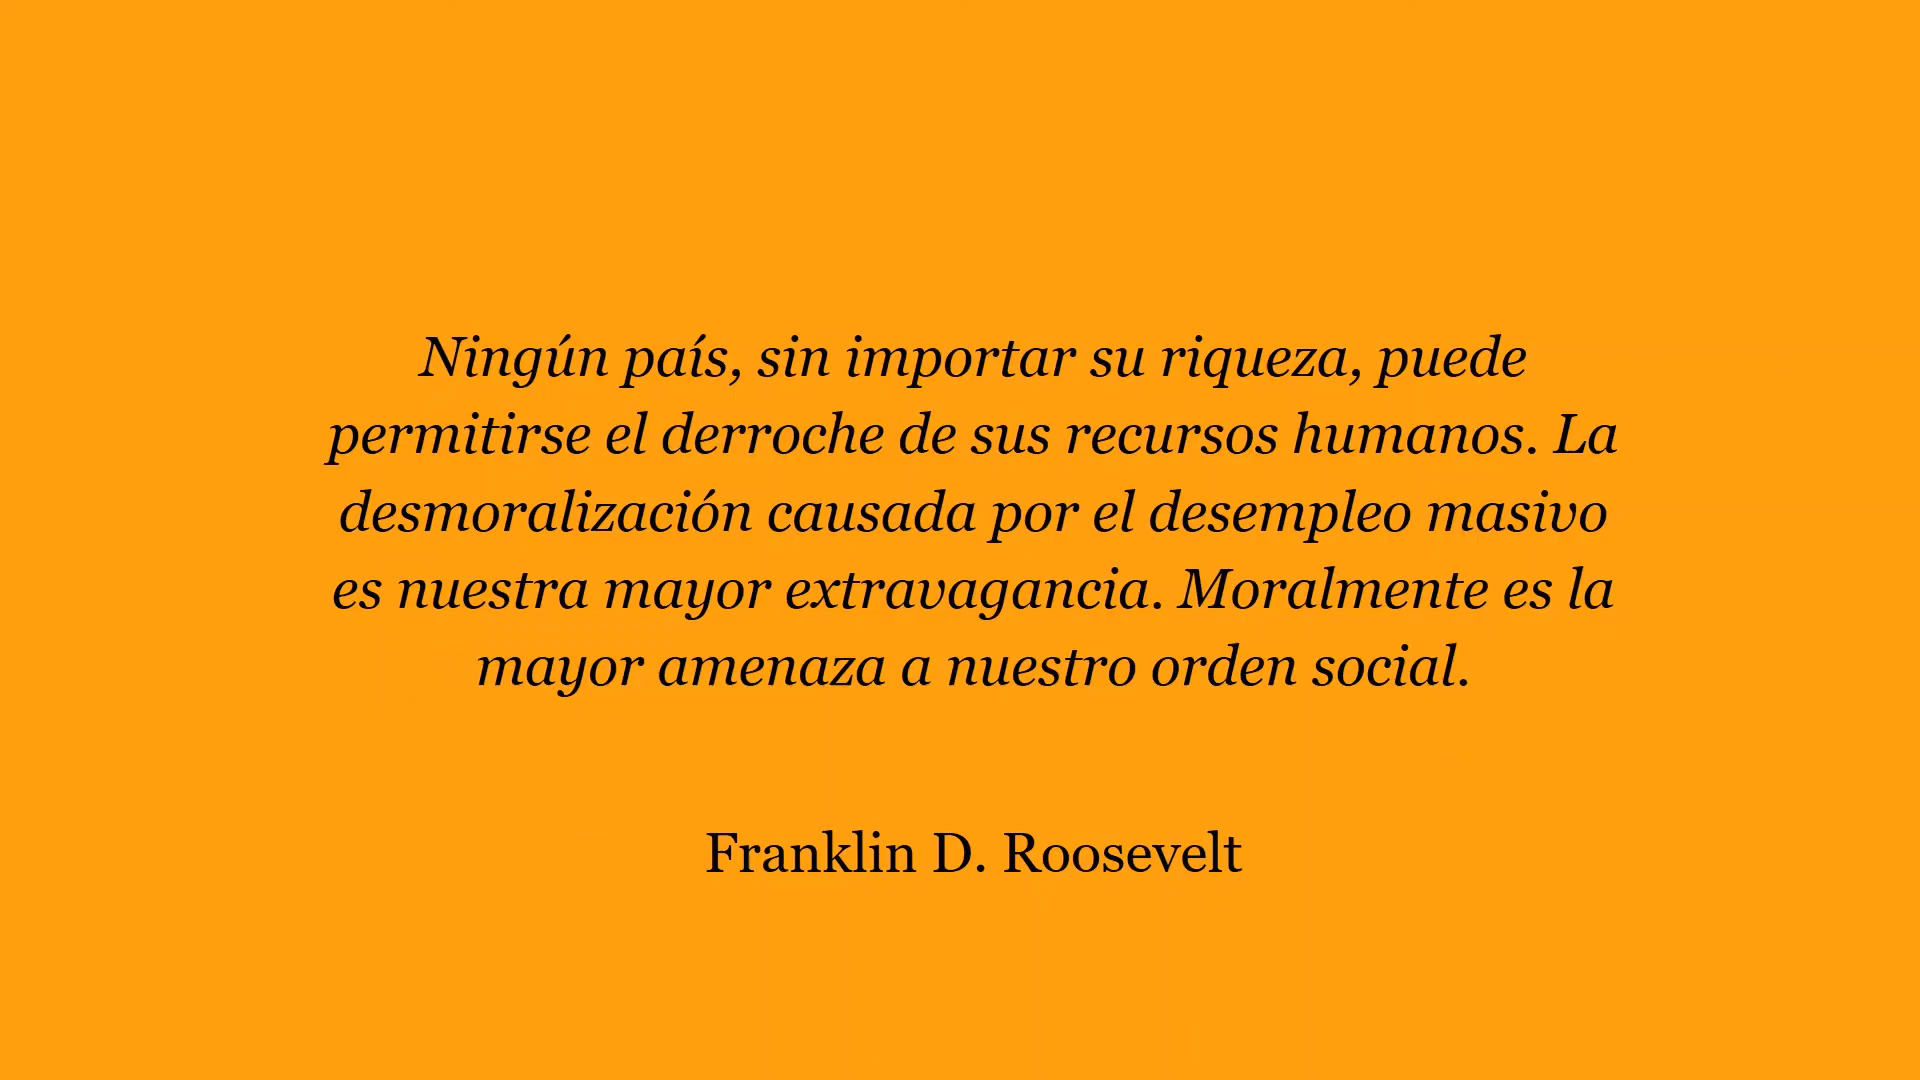 Ningún país, sin importar su riqueza, puede
permitirse el derroche de sus recursos humanos. La
desmoralización causada por el desempleo masivo
es nuestra mayor extravagancia. Moralmente es la
mayor amenaza a nuestro orden social.
Franklin D. Roosevelt